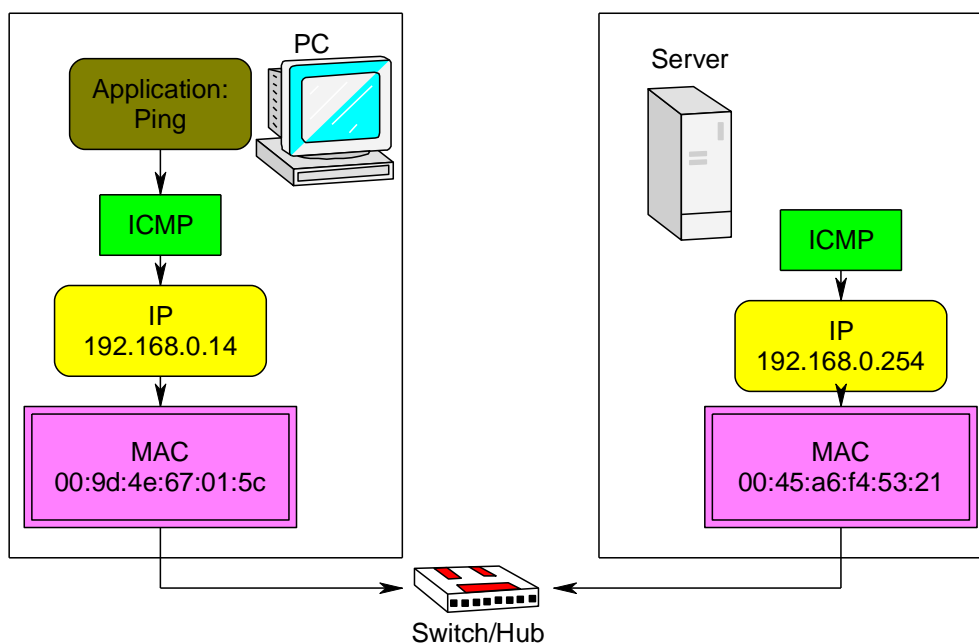 PC
Application:
Ping
ICMP
IP
192.168.0.14
MAC
00:9d:4e:67:01:5c
Server
ICMP
IP
192.168.0.254
MAC
00:45:a6:f4:53:21
Switch/Hub